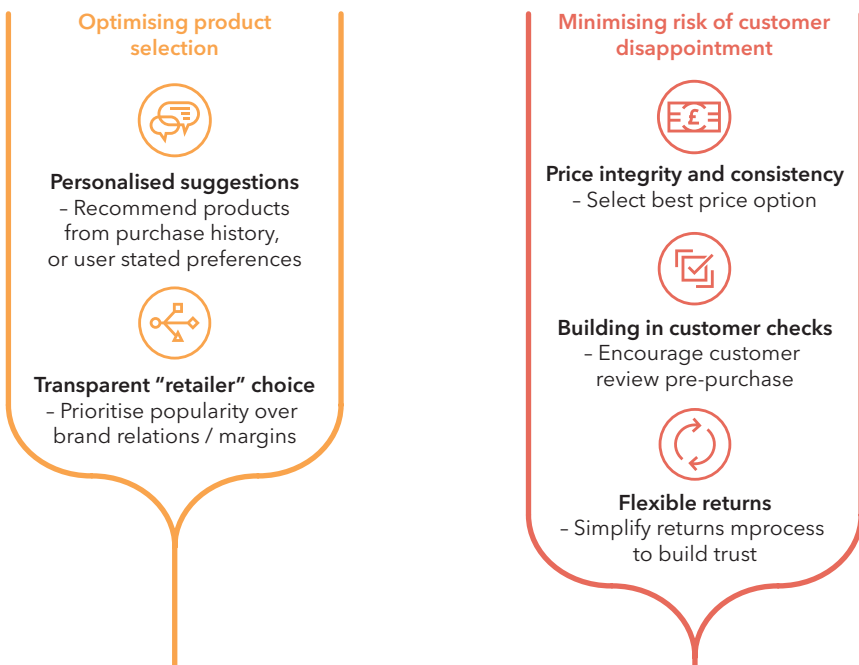 Optimising product
selection
Personalised suggestions
– Recommend products
from purchase history,
or user stated preferences
Transparent “retailer” choice
– Prioritise popularity over
brand relations / margins
Minimising risk of customer
disappointment
£
Price integrity and consistency
– Select best price option
Building in customer checks
– Encourage customer
review pre-purchase
Flexible returns
– Simplify returns mprocess
to build trust